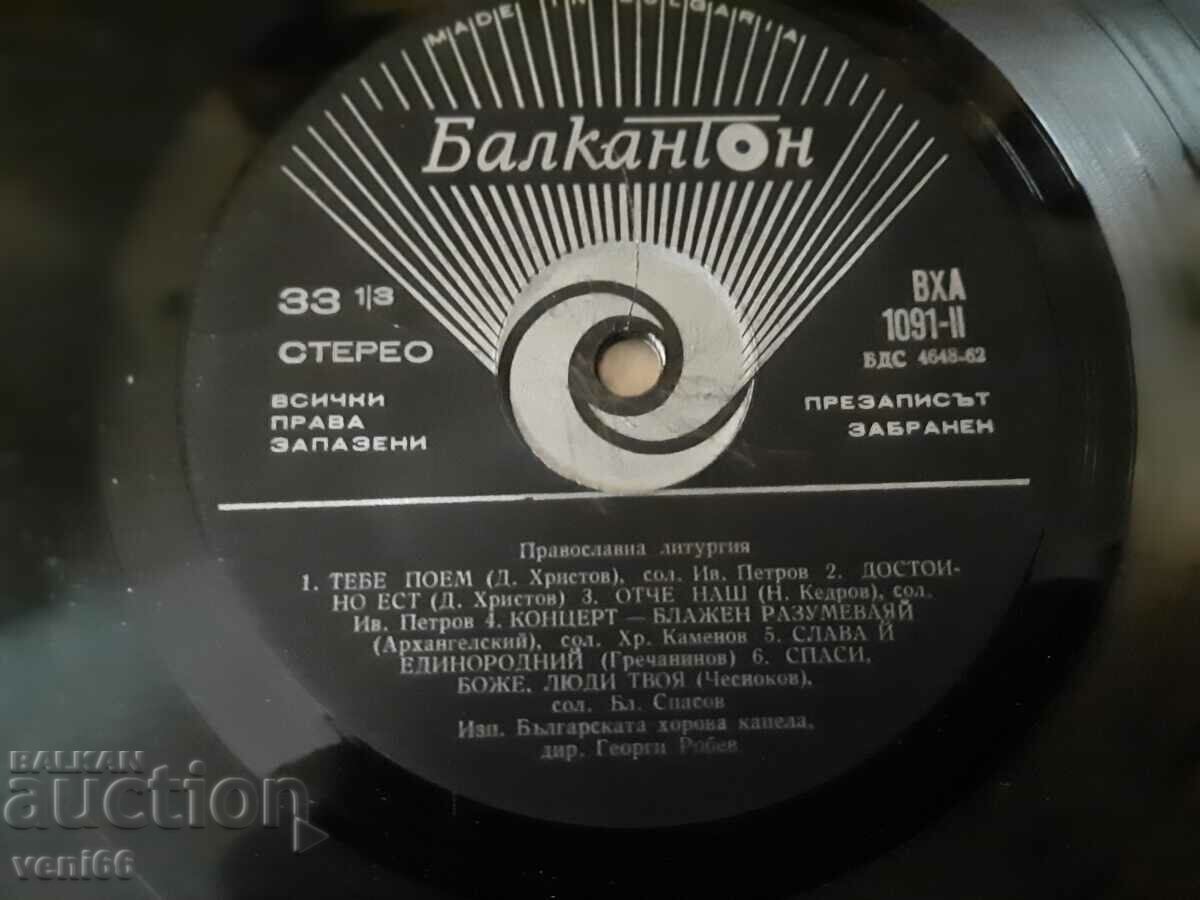 MADE IN BULGARIA
БалканТон
33 1/3
СТЕРЕО
ВСИЧКИ
ПРАВА
ЗАПАЗЕНИ
ВХА
1091-II
БДС 4648-62
ПРЕЗАПИСЪТ
ЗАБРАНЕН
Православна литургия
1. ТЕБЕ ПОЕМ (Д. Христов), сол. Ив. Петров 2. ДОСТОЙ-
НО ЕСТ (Д. Христов) 3. ОТЧЕ НАШ (Н. Кедров), сол.
Ив. Петров 4. КОНЦЕРТ — БЛАЖЕН РАЗУМЕВАЯЙ
(Архангелский), сол. Хр. Каменов 5. СЛАВА Й
ЕДИНОРОДНИЙ (Гречанинов) 6. СПАСИ,
БОЖЕ, ЛЮДИ ТВОЯ (Чесноков),
сол. Бл. Спасов
Изп. Българската хорова капела,
дир. Георги Робев
BALKAN
auction
veni66